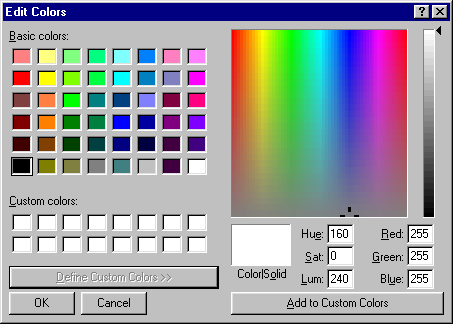 Edit Colors
Basic colors:
Custom colors:
Define Custom Colors >>
OK
Cancel
Color|Solid
Hue: 160
Sat: 0
Lum: 240
Red: 255
Green: 255
Blue: 255
Add to Custom Colors